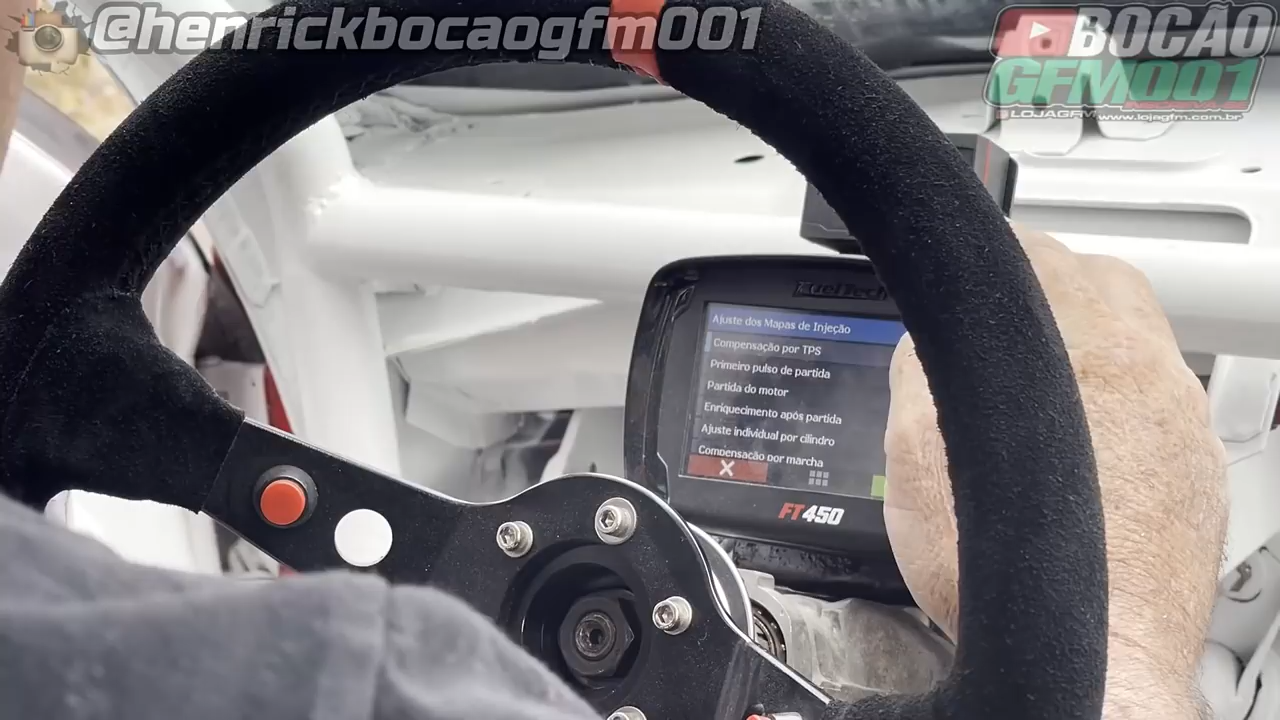 @henrickbocaogfm001
BOCÃO
GFM001
LOJAGFM www.lojagfm.com.br
FuelTech
Ajuste dos Mapas de Injeção
Compensação por TPS
Primeiro pulso de partida
Partida do motor
Enriquecimento após partida
Ajuste individual por cilindro
Compensação por marcha
FT450